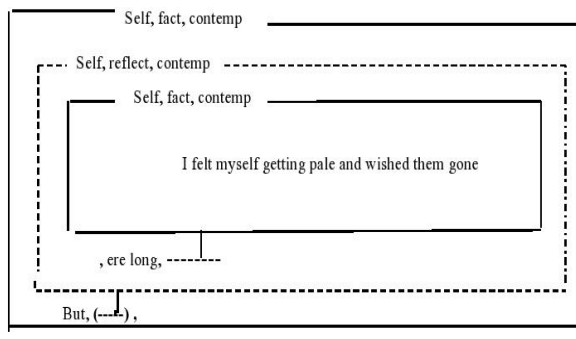 Self, fact, contemp
Self, reflect, contemp
Self, fact, contemp
I felt myself getting pale and wished them gone
, ere long, ---------
But, (-----) ,